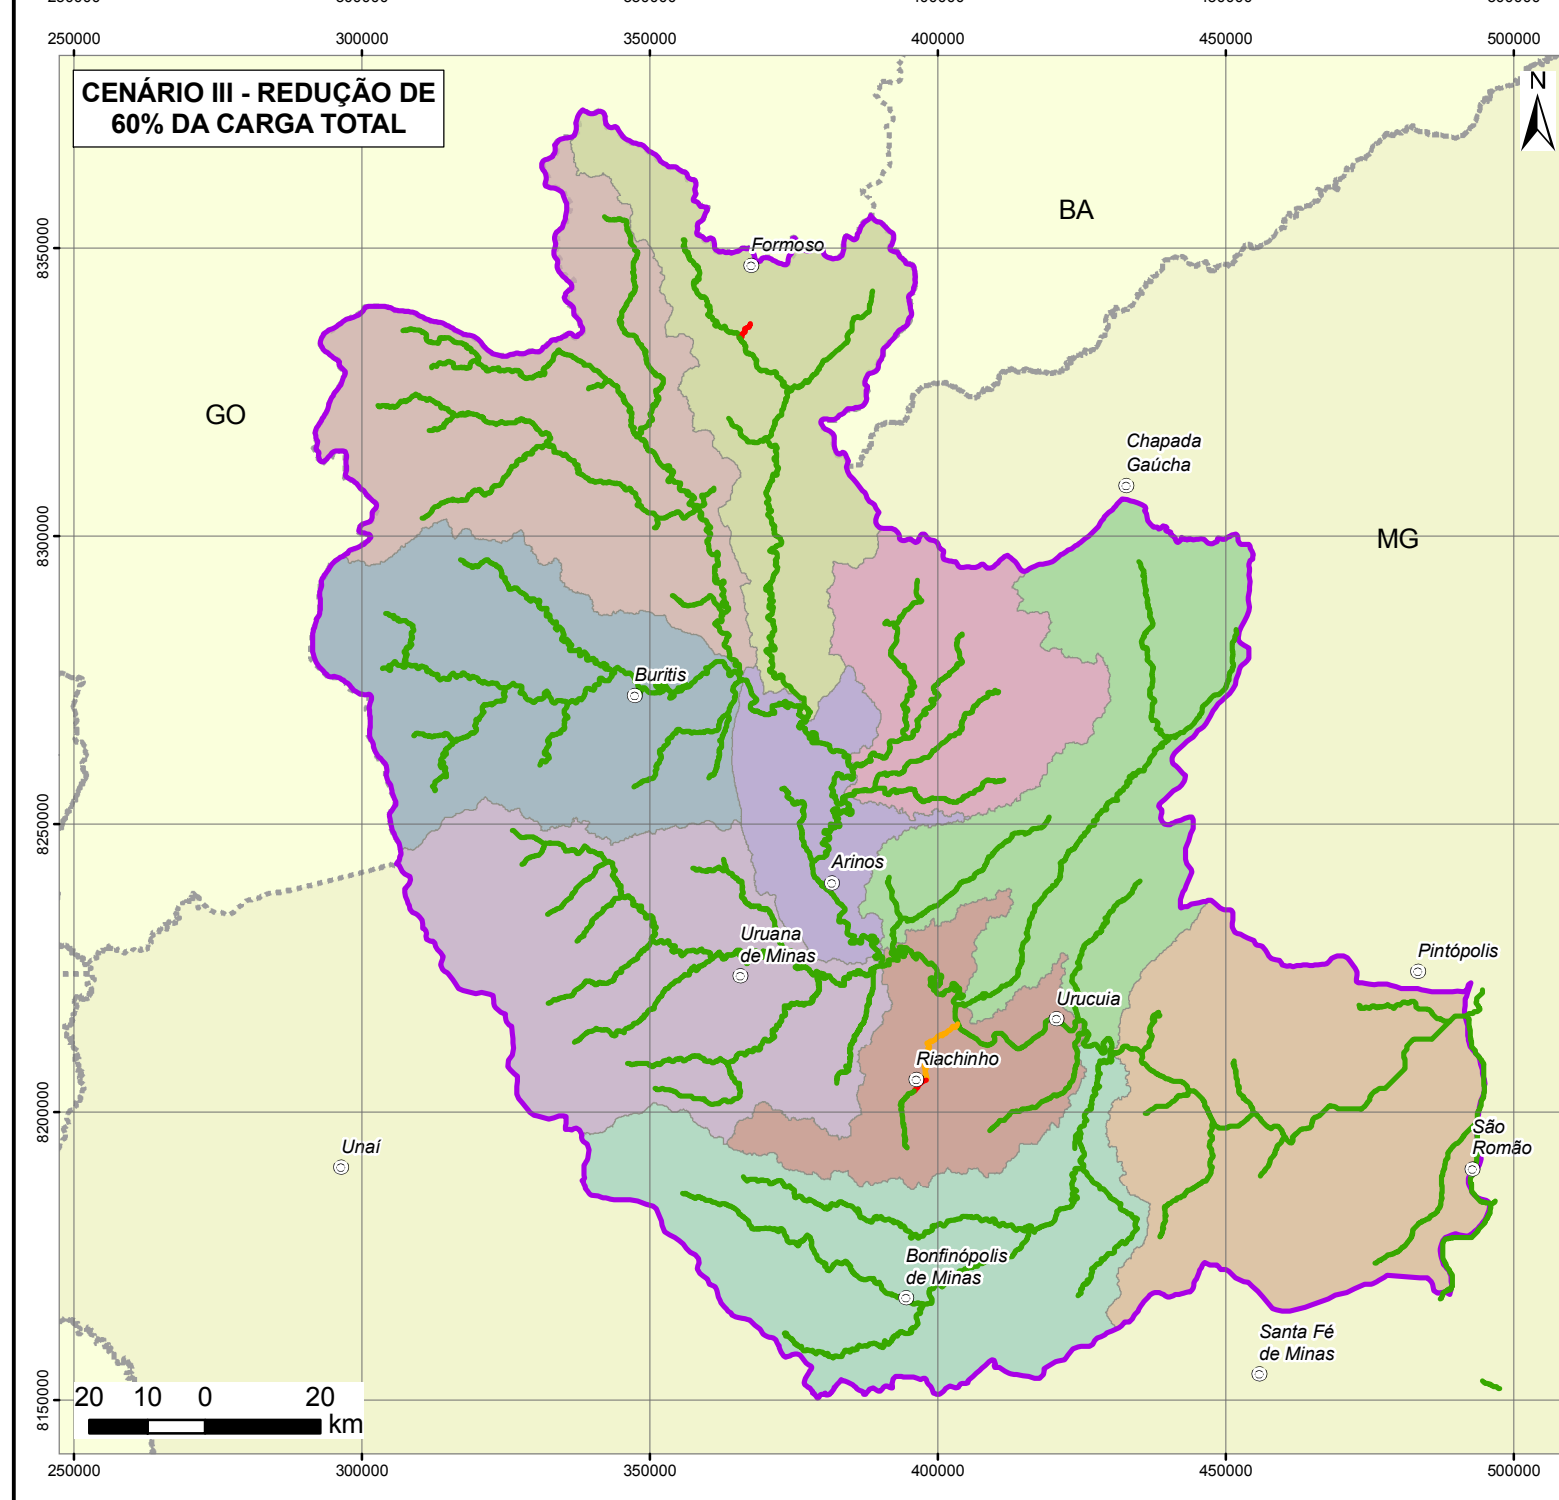 250000 300000 350000 400000 450000 500000
CENÁRIO III - REDUÇÃO DE
60% DA CARGA TOTAL
N
BA
8350000
Formoso
GO
Chapada
Gaúcha
MG
8300000
Buritis
8250000
Arinos
Uruana
de Minas
Pintópolis
Urucuia
Riachinho
8200000
São
Romão
Unaí
Bonfinópolis
de Minas
Santa Fé
de Minas
8150000
20 10 0 20
km
250000 300000 350000 400000 450000 500000